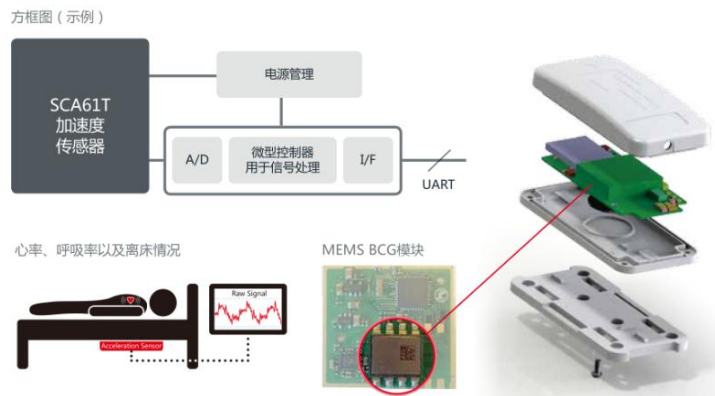 方框图（示例）
SCA61T
加速度
传感器
电源管理
A/D
微型控制器
用于信号处理
I/F
UART
心率、呼吸率以及离床情况
MEMS BCG模块
Raw Signal
Acceleration Sensor